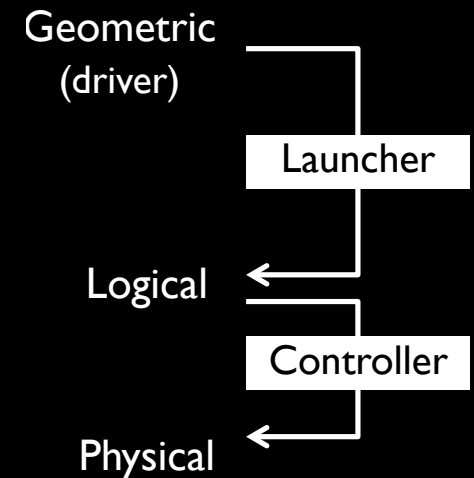 Geometric
(driver)
Launcher
Logical
Controller
Physical